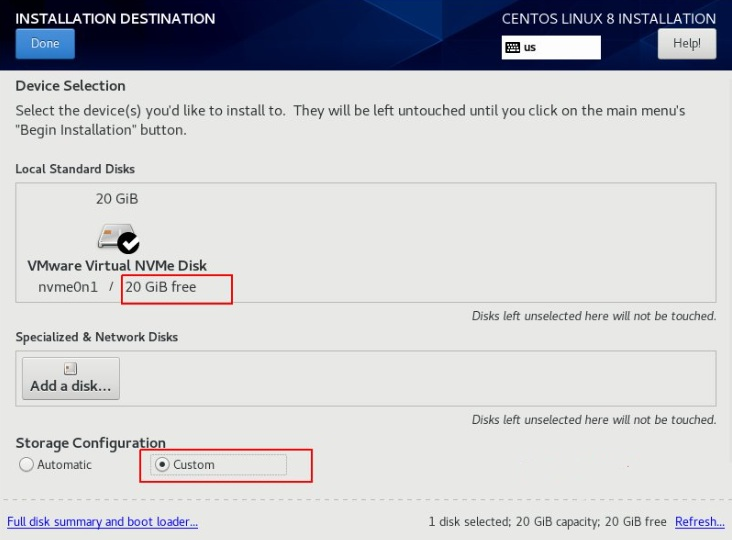 INSTALLATION DESTINATION
CENTOS LINUX 8 INSTALLATION
Done
us
Help!
Device Selection
Select the device(s) you'd like to install to.  They will be left untouched until you click on the main menu's
"Begin Installation" button.
Local Standard Disks
20 GiB
VMware Virtual NVMe Disk
nvme0n1 / 20 GiB free
Disks left unselected here will not be touched.
Specialized & Network Disks
Add a disk...
Disks left unselected here will not be touched.
Storage Configuration
Automatic
Custom
Full disk summary and boot loader...
1 disk selected; 20 GiB capacity; 20 GiB free Refresh...